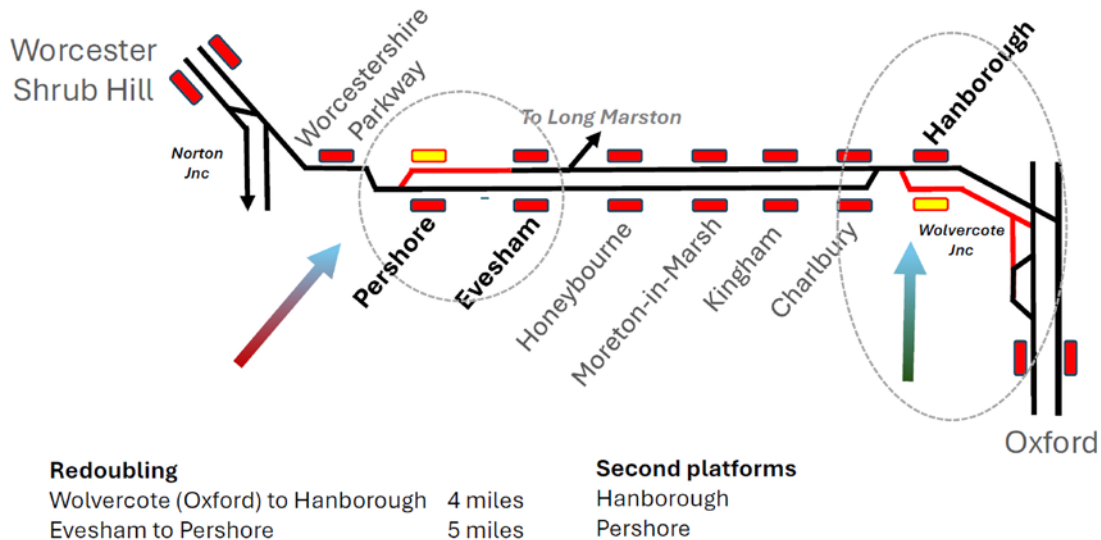 Worcester
Shrub Hill
Worcestershire
Parkway
Norton
Jnc
To Long Marston
Hanborough
Wolvercote
Jnc
Pershore
Evesham
Honeybourne
Moreton-in-Marsh
Kingham
Charlbury
Oxford
Redoubling
Wolvercote (Oxford) to Hanborough 4 miles
Evesham to Pershore 5 miles
Second platforms
Hanborough
Pershore